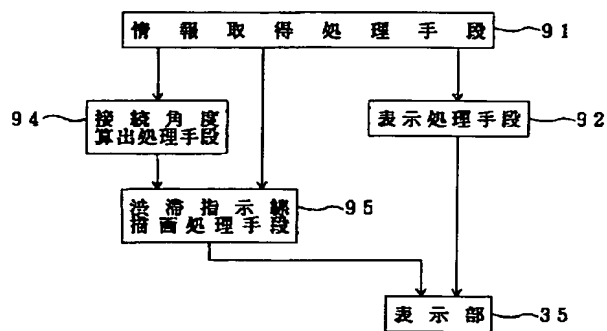 情報取得処理手段 91
94 接続角度
算出処理手段
表示処理手段 92
渋滞指示線
描画処理手段 95
表示部 35